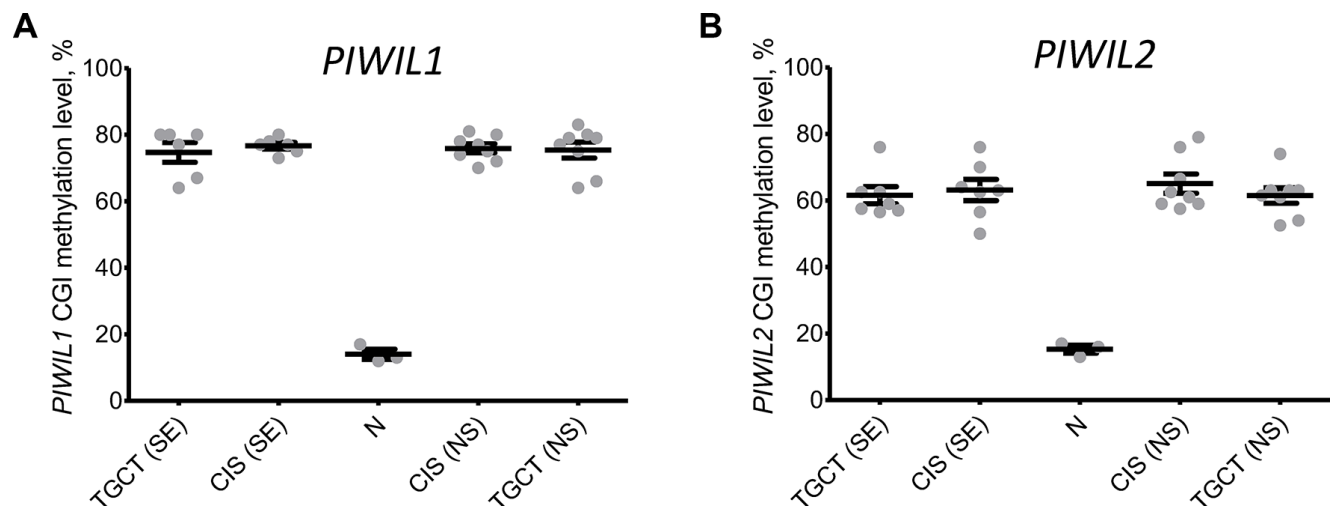 A
PIWIL1
PIWIL1 CGI methylation level, %
100
80
60
40
20
0
TGCT (SE)
CIS (SE)
N
CIS (NS)
TGCT (NS)
B
PIWIL2
PIWIL2 CGI methylation level, %
100
80
60
40
20
0
TGCT (SE)
CIS (SE)
N
CIS (NS)
TGCT (NS)